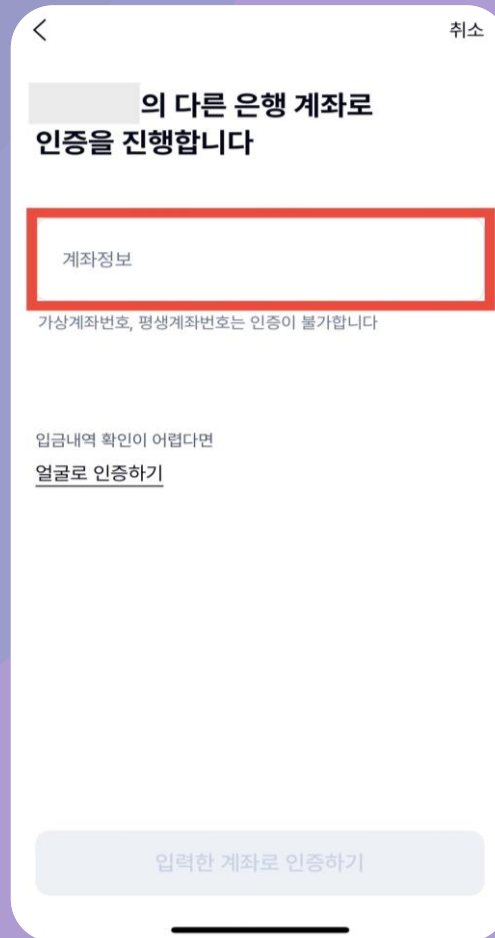 취소
의 다른 은행 계좌로
인증을 진행합니다
계좌정보
가상계좌번호, 평생계좌번호는 인증이 불가합니다
입금내역 확인이 어렵다면
얼굴로 인증하기
입력한 계좌로 인증하기